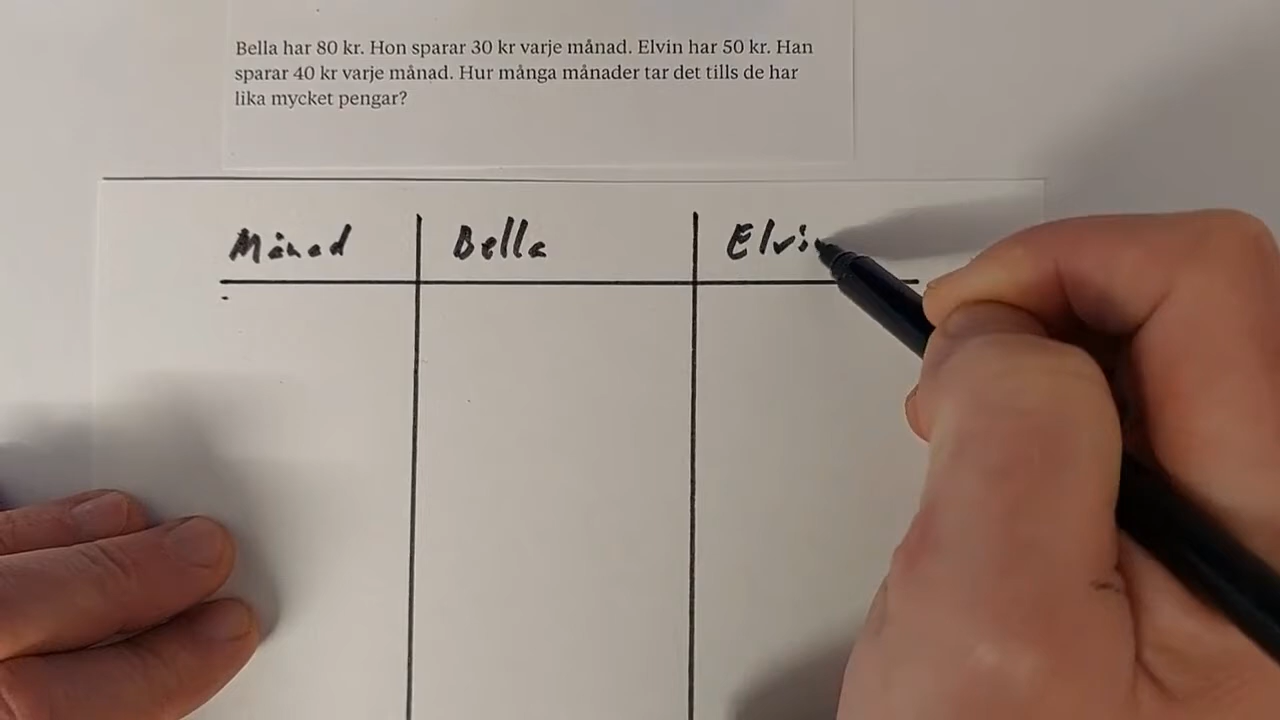 Bella har 80 kr. Hon sparar 30 kr varje månad. Elvin har 50 kr. Han
sparar 40 kr varje månad. Hur många månader tar det tills de har
lika mycket pengar?
Månad Bella Elvi